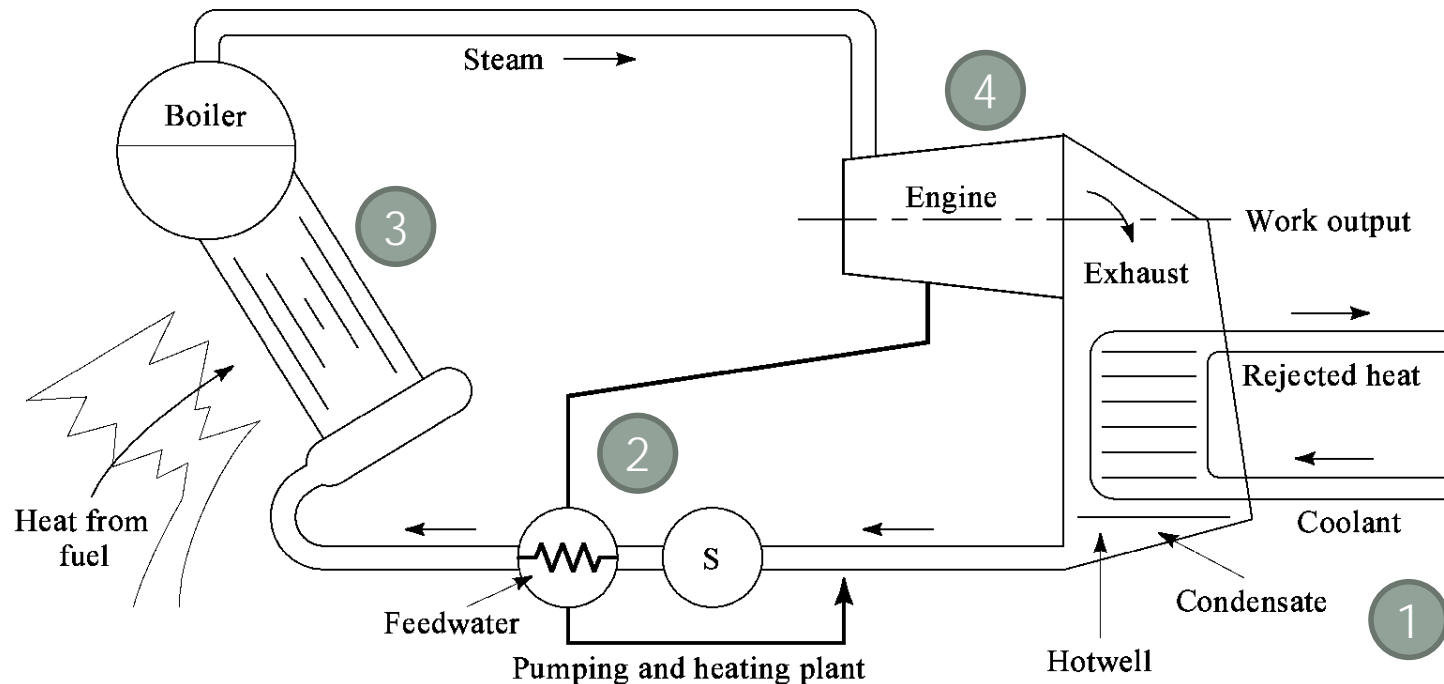 Steam
4
Boiler
Engine
3
Work output
Exhaust
Rejected heat
2
Heat from
fuel
Coolant
S
Condensate
1
Feedwater
Hotwell
Pumping and heating plant